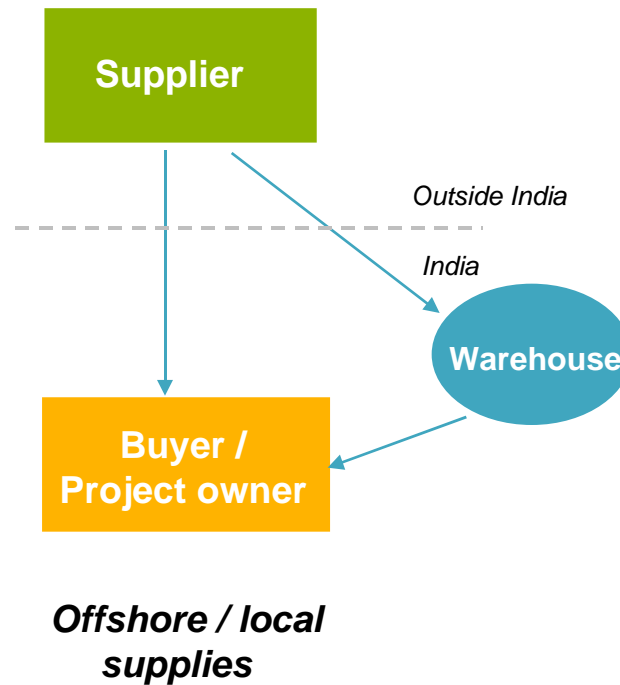 Supplier
Outside India
India
Warehouse
Buyer /
Project owner
Offshore / local
supplies